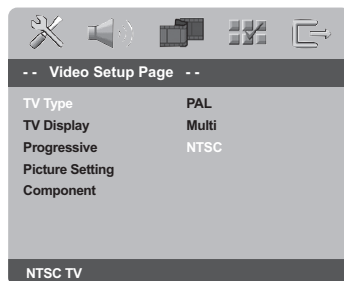 -- Video Setup Page --
TV Type PAL
TV Display Multi
Progressive NTSC
Picture Setting
Component
NTSC TV